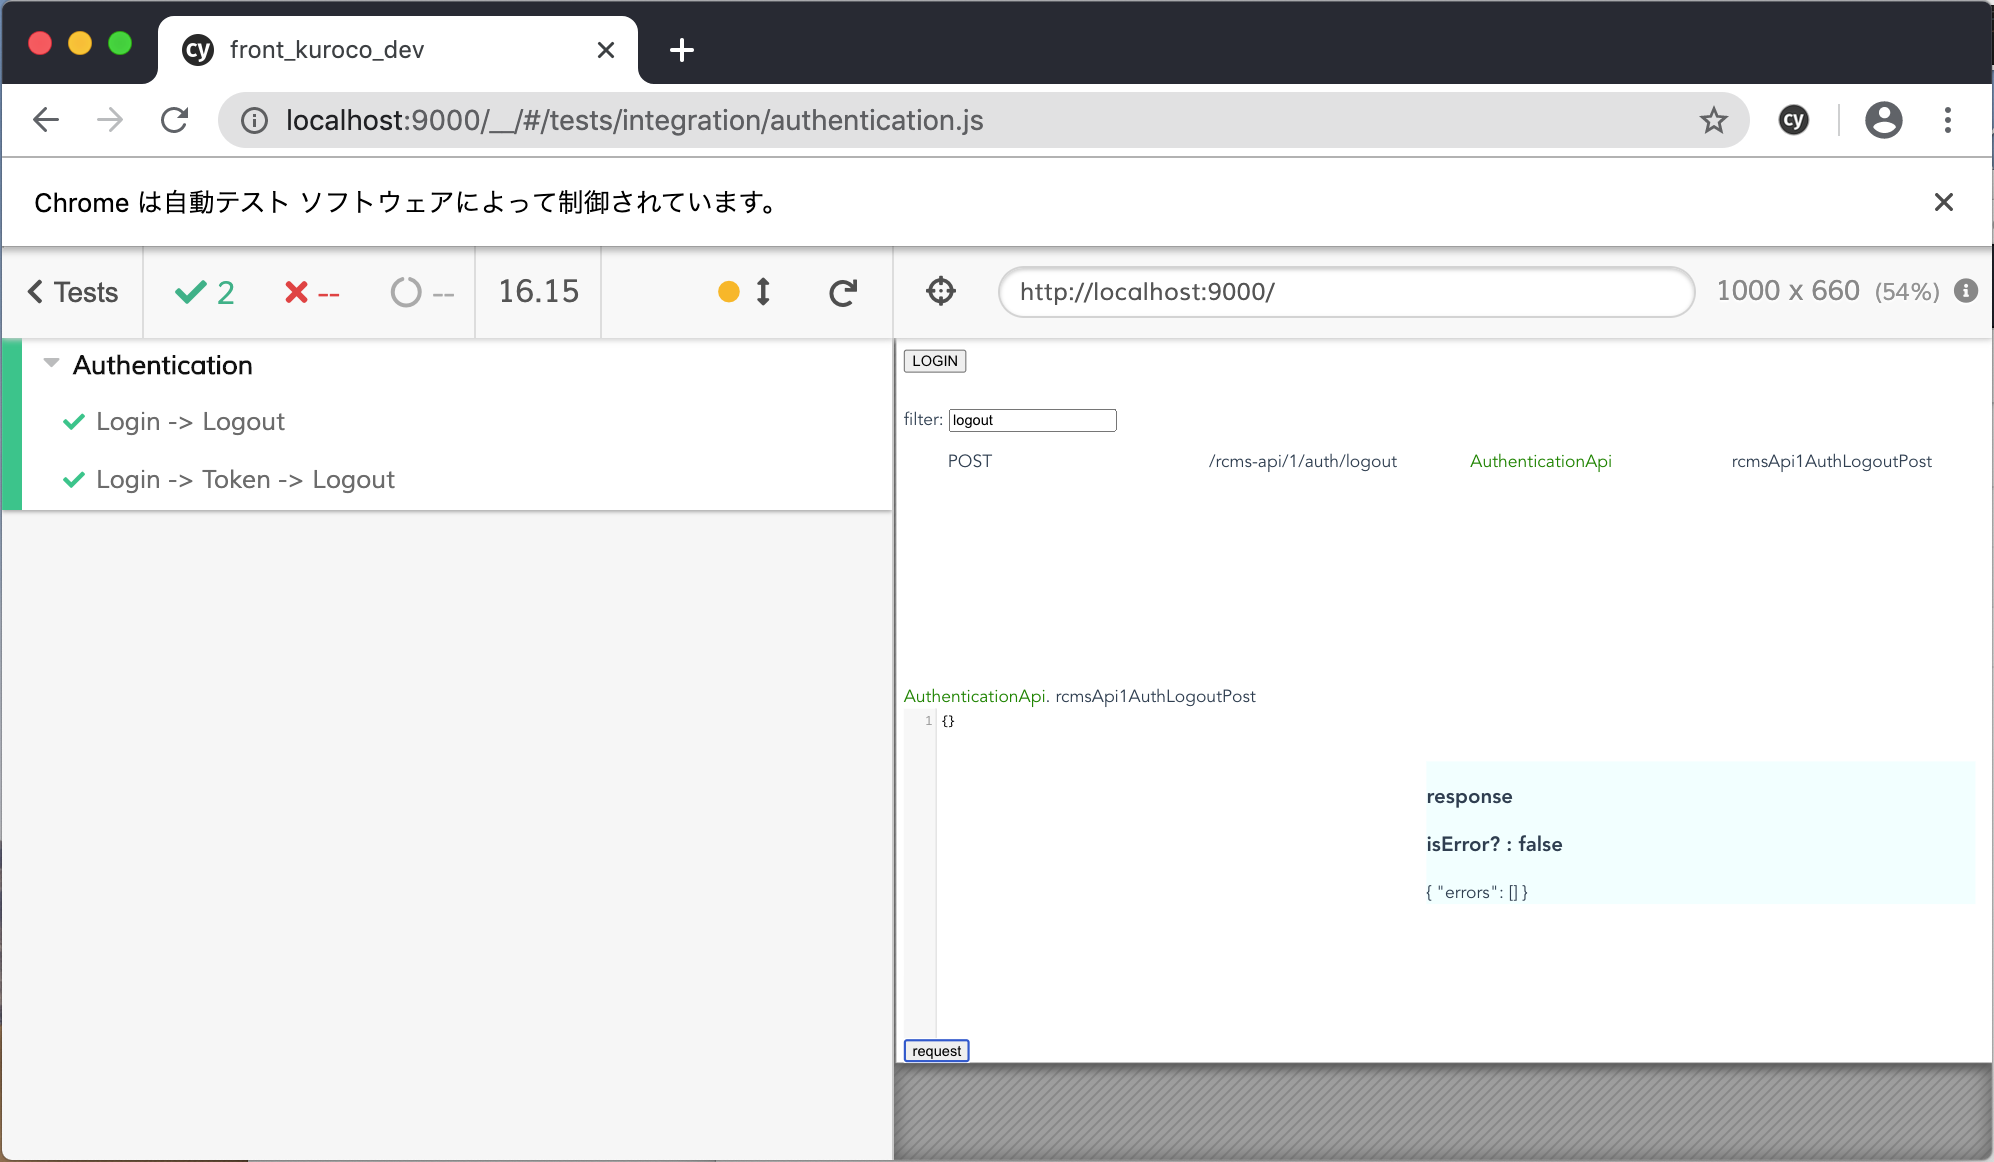 cy front_kuroco_dev
localhost:9000/__/#/tests/integration/authentication.js
cy
Chrome は自動テスト ソフトウェアによって制御されています。
Tests 2 -- -- 16.15
http://localhost:9000/ 1000 x 660 (54%)
Authentication
Login -> Logout
Login -> Token -> Logout
LOGIN
filter: logout
POST /rcms-api/1/auth/logout AuthenticationApi rcmsApi1AuthLogoutPost
AuthenticationApi. rcmsApi1AuthLogoutPost
1 {}
response
isError? : false
{ "errors": [] }
request